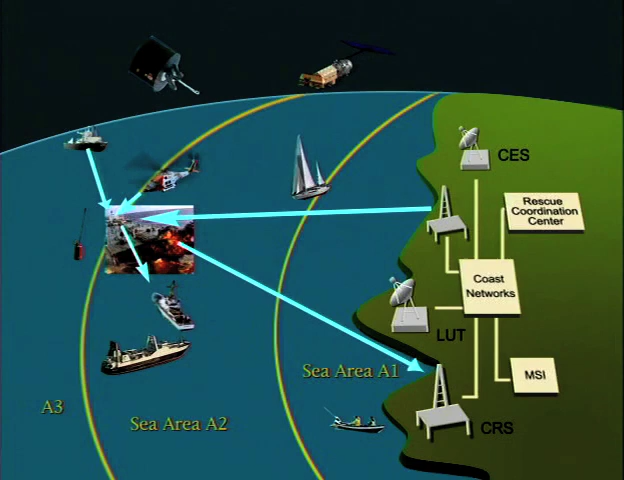 CES
Rescue
Coordination
Center
Coast
Networks
LUT
Sea Area A1
MSI
A3
Sea Area A2
CRS